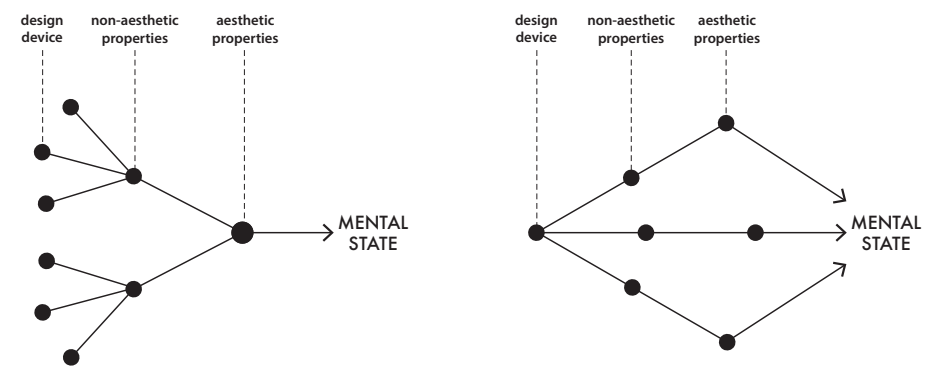 design
device
non-aesthetic
properties
aesthetic
properties
MENTAL
STATE
design
device
non-aesthetic
properties
aesthetic
properties
MENTAL
STATE